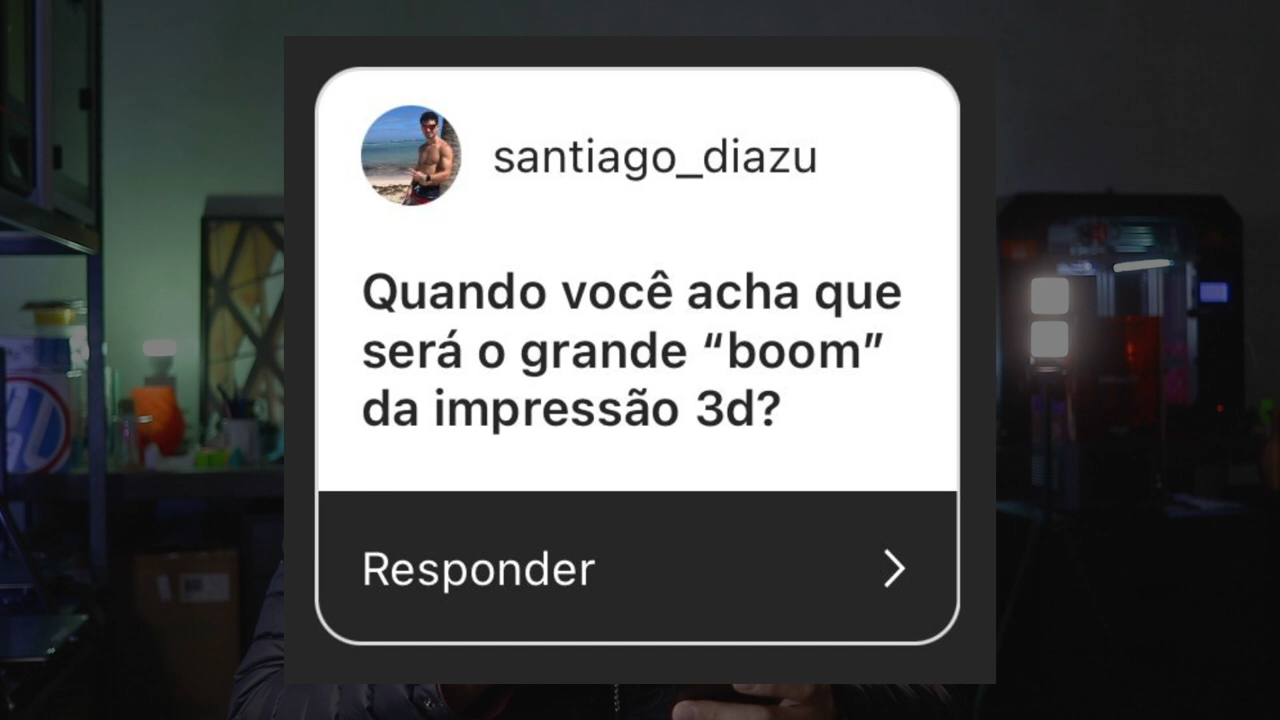 santiago_diazu
Quando você acha que
será o grande “boom”
da impressão 3d?
Responder